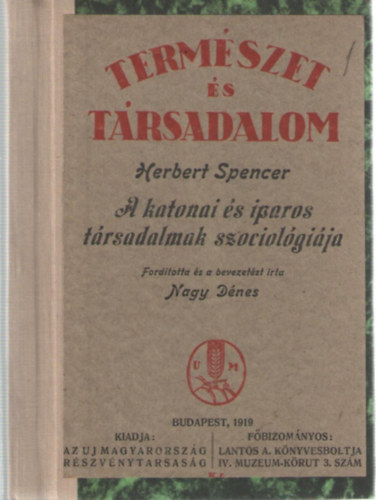 TERMÉSZET
ÉS
TÁRSADALOM
Herbert Spencer
A katonai és iparos
társadalmak szociológiája
Fordította és a bevezetést írta
Nagy Dénes
U M
BUDAPEST, 1919
KIADJA:
AZ UJ MAGYARORSZÁG
RÉSZVÉNYTÁRSASÁG
FŐBIZOMÁNYOS:
LANTOS A. KÖNYVESBOLTJA
IV. MUZEUM-KÖRUT 3. SZÁM